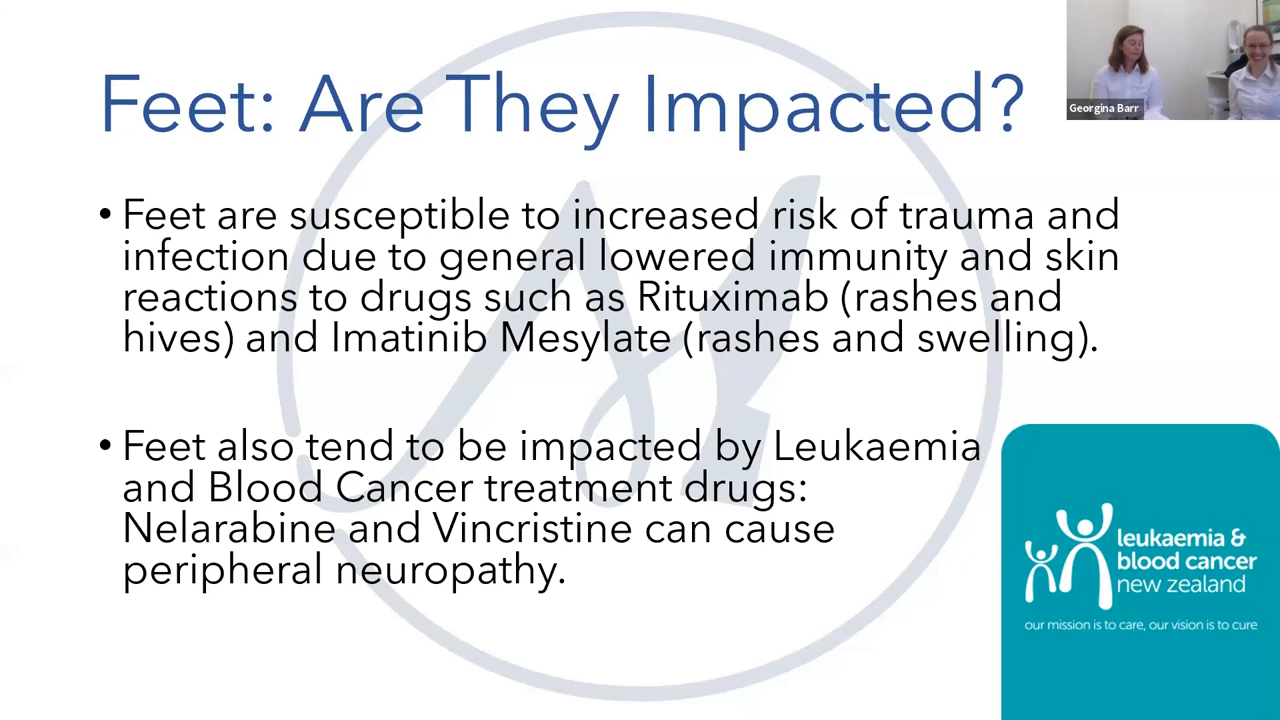 Feet: Are They Impacted?
Georgina Barr
• Feet are susceptible to increased risk of trauma and
infection due to general lowered immunity and skin
reactions to drugs such as Rituximab (rashes and
hives) and Imatinib Mesylate (rashes and swelling).
• Feet also tend to be impacted by Leukaemia
and Blood Cancer treatment drugs:
Nelarabine and Vincristine can cause
peripheral neuropathy.
leukaemia &
blood cancer
new zealand
our mission is to care, our vision is to cure